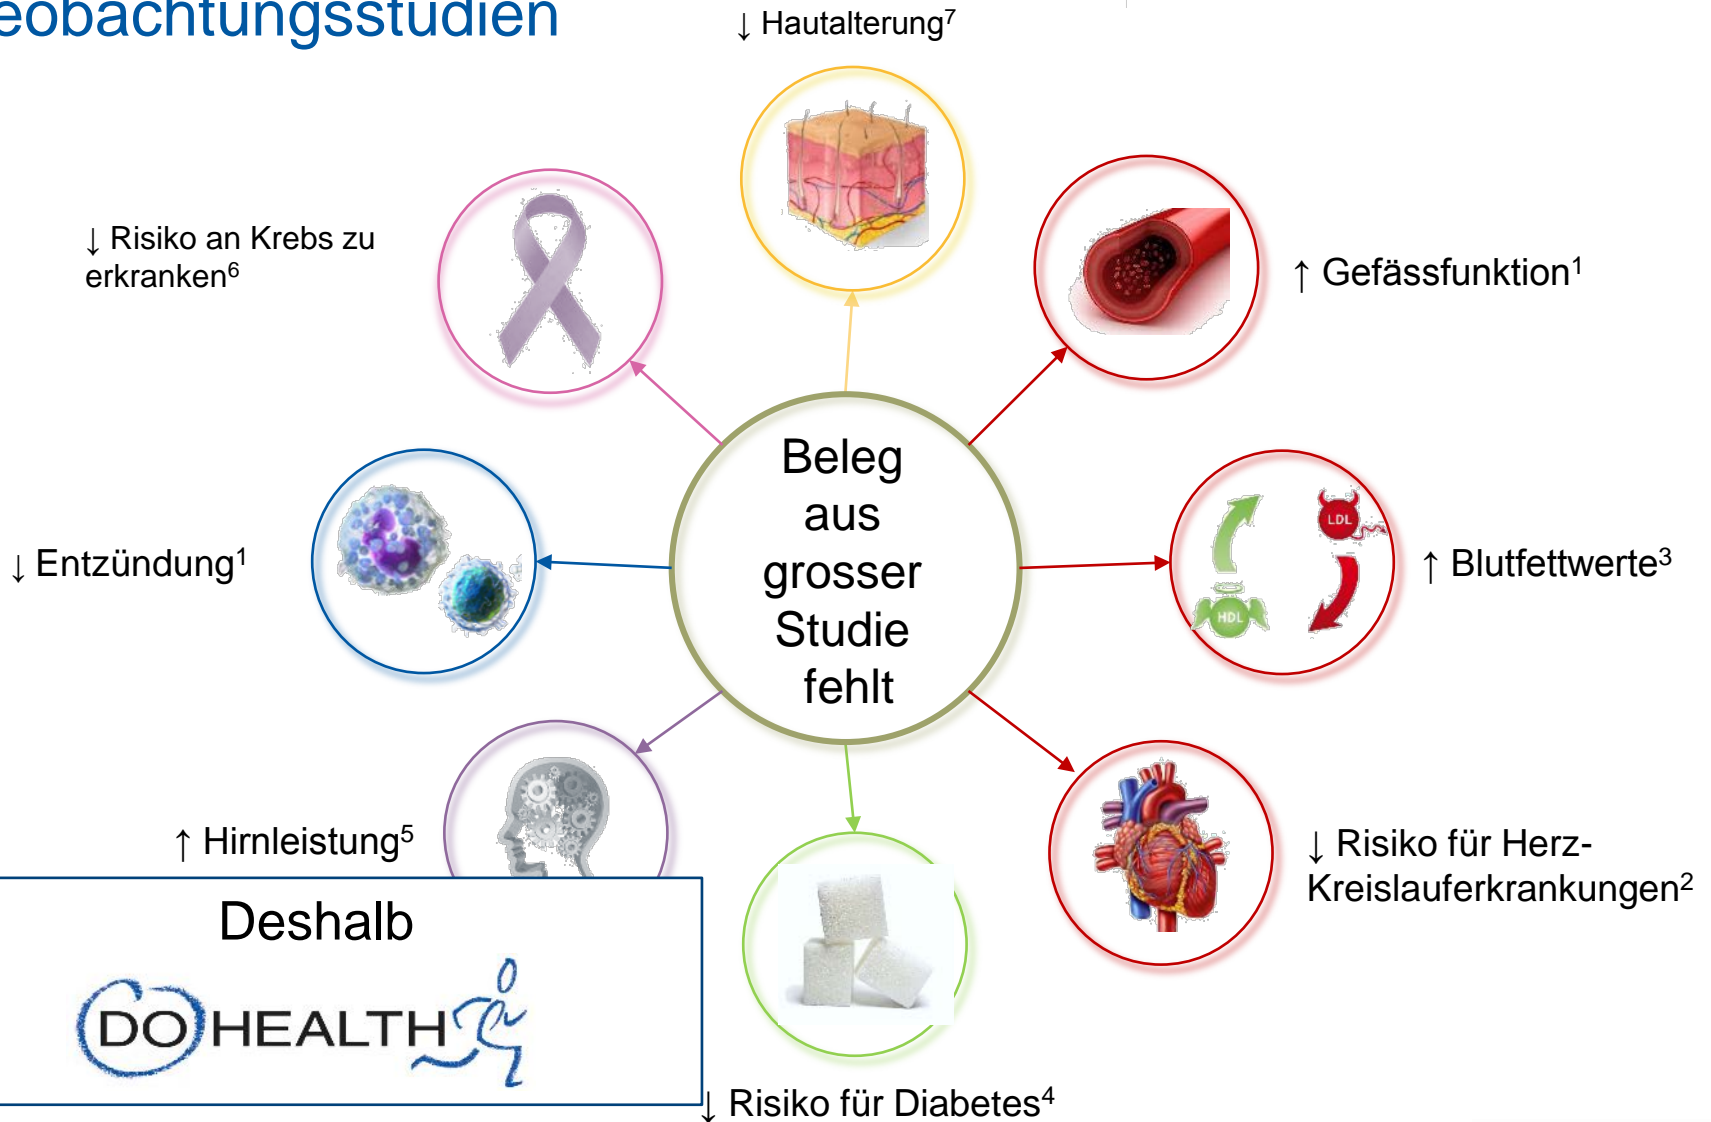 eobachtungsstudien
↓ Hautalterung⁷
↓ Risiko an Krebs zu
erkranken⁶
↑ Gefässfunktion¹
Beleg
aus
grosser
Studie
fehlt
↓ Entzündung¹
LDL
HDL
↑ Blutfettwerte³
↑ Hirnleistung⁵
↓ Risiko für Herz-
Kreislauferkrankungen²
Deshalb
DO HEALTH
↓ Risiko für Diabetes⁴